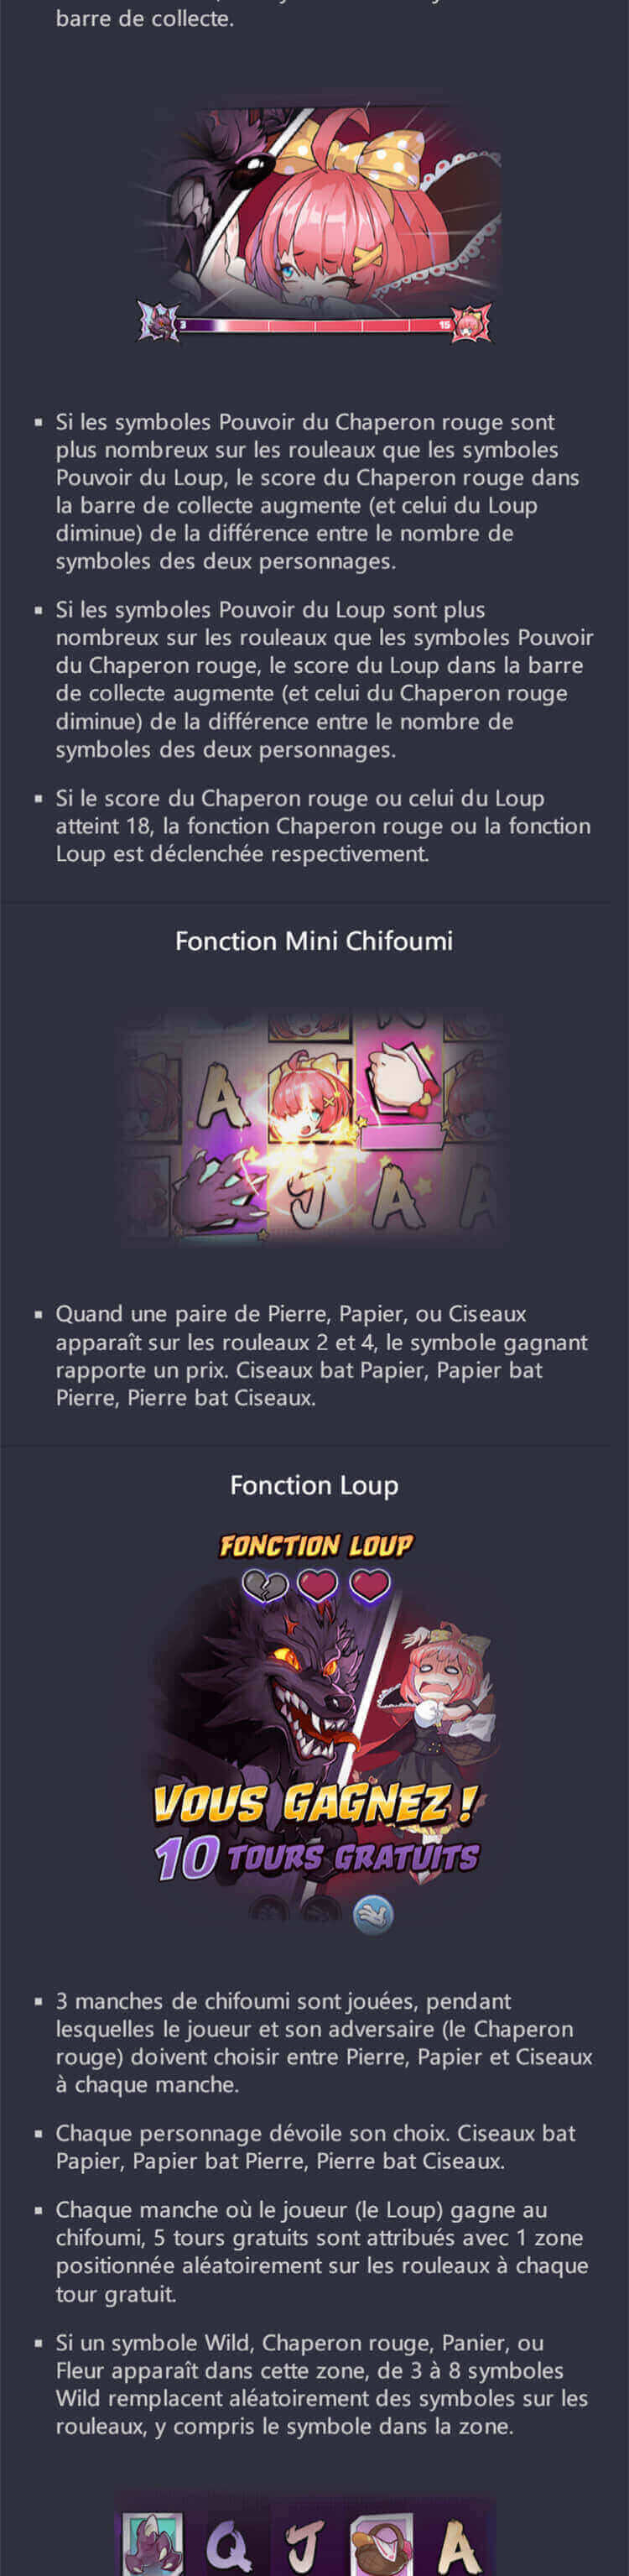 barre de collecte.
3
15
Si les symboles Pouvoir du Chaperon rouge sont
plus nombreux sur les rouleaux que les symboles
Pouvoir du Loup, le score du Chaperon rouge dans
la barre de collecte augmente (et celui du Loup
diminue) de la différence entre le nombre de
symboles des deux personnages.
Si les symboles Pouvoir du Loup sont plus
nombreux sur les rouleaux que les symboles Pouvoir
du Chaperon rouge, le score du Loup dans la barre
de collecte augmente (et celui du Chaperon rouge
diminue) de la différence entre le nombre de
symboles des deux personnages.
Si le score du Chaperon rouge ou celui du Loup
atteint 18, la fonction Chaperon rouge ou la fonction
Loup est déclenchée respectivement.
Fonction Mini Chifoumi
A
J A A
Quand une paire de Pierre, Papier, ou Ciseaux
apparaît sur les rouleaux 2 et 4, le symbole gagnant
rapporte un prix. Ciseaux bat Papier, Papier bat
Pierre, Pierre bat Ciseaux.
Fonction Loup
FONCTION LOUP
VOUS GAGNEZ !
10 TOURS GRATUITS
3 manches de chifoumi sont jouées, pendant
lesquelles le joueur et son adversaire (le Chaperon
rouge) doivent choisir entre Pierre, Papier et Ciseaux
à chaque manche.
Chaque personnage dévoile son choix. Ciseaux bat
Papier, Papier bat Pierre, Pierre bat Ciseaux.
Chaque manche où le joueur (le Loup) gagne au
chifoumi, 5 tours gratuits sont attribués avec 1 zone
positionnée aléatoirement sur les rouleaux à chaque
tour gratuit.
Si un symbole Wild, Chaperon rouge, Panier, ou
Fleur apparaît dans cette zone, de 3 à 8 symboles
Wild remplacent aléatoirement des symboles sur les
rouleaux, y compris le symbole dans la zone.
Q J A